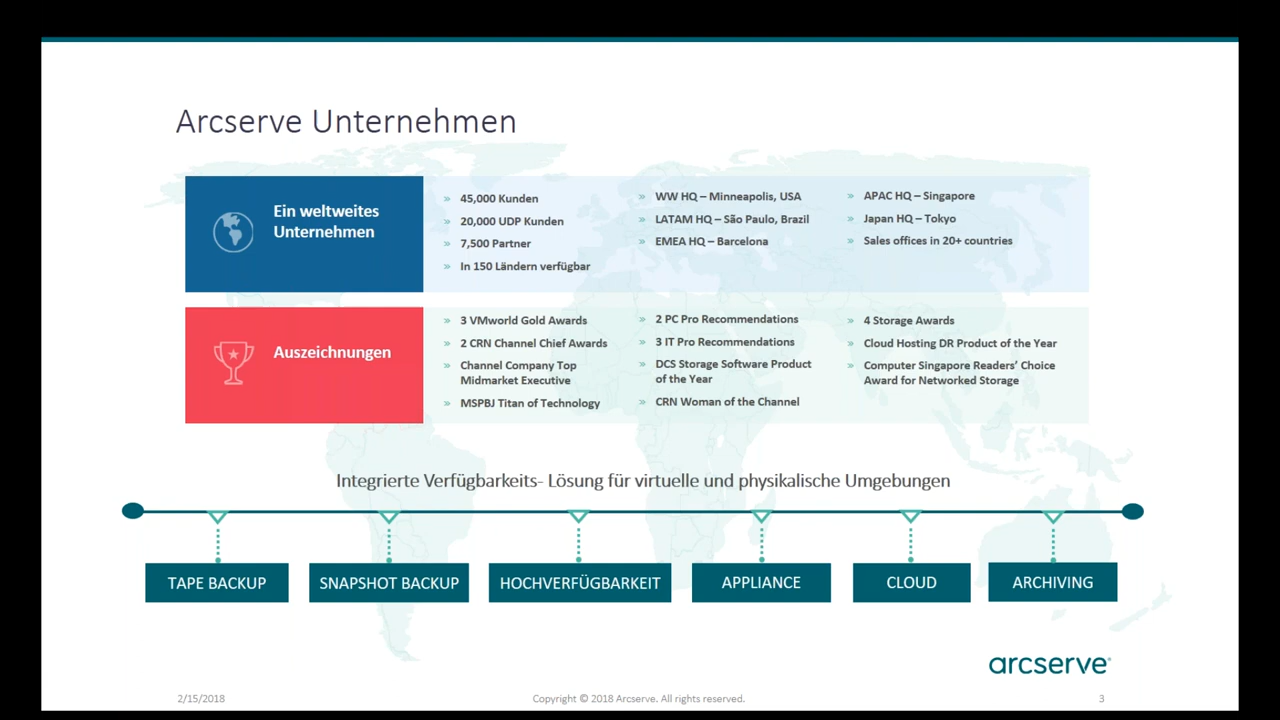 Arcserve Unternehmen
Ein weltweites
Unternehmen
» 45,000 Kunden
» 20,000 UDP Kunden
» 7,500 Partner
» In 150 Ländern verfügbar
» WW HQ – Minneapolis, USA
» LATAM HQ – São Paulo, Brazil
» EMEA HQ – Barcelona
» APAC HQ – Singapore
» Japan HQ – Tokyo
» Sales offices in 20+ countries
Auszeichnungen
» 3 VMworld Gold Awards
» 2 CRN Channel Chief Awards
» Channel Company Top
Midmarket Executive
» MSPBJ Titan of Technology
» 2 PC Pro Recommendations
» 3 IT Pro Recommendations
» DCS Storage Software Product
of the Year
» CRN Woman of the Channel
» 4 Storage Awards
» Cloud Hosting DR Product of the Year
» Computer Singapore Readers’ Choice
Award for Networked Storage
Integrierte Verfügbarkeits- Lösung für virtuelle und physikalische Umgebungen
TAPE BACKUP
SNAPSHOT BACKUP
HOCHVERFÜGBARKEIT
APPLIANCE
CLOUD
ARCHIVING
arcserve®
2/15/2018
Copyright © 2018 Arcserve. All rights reserved.
3